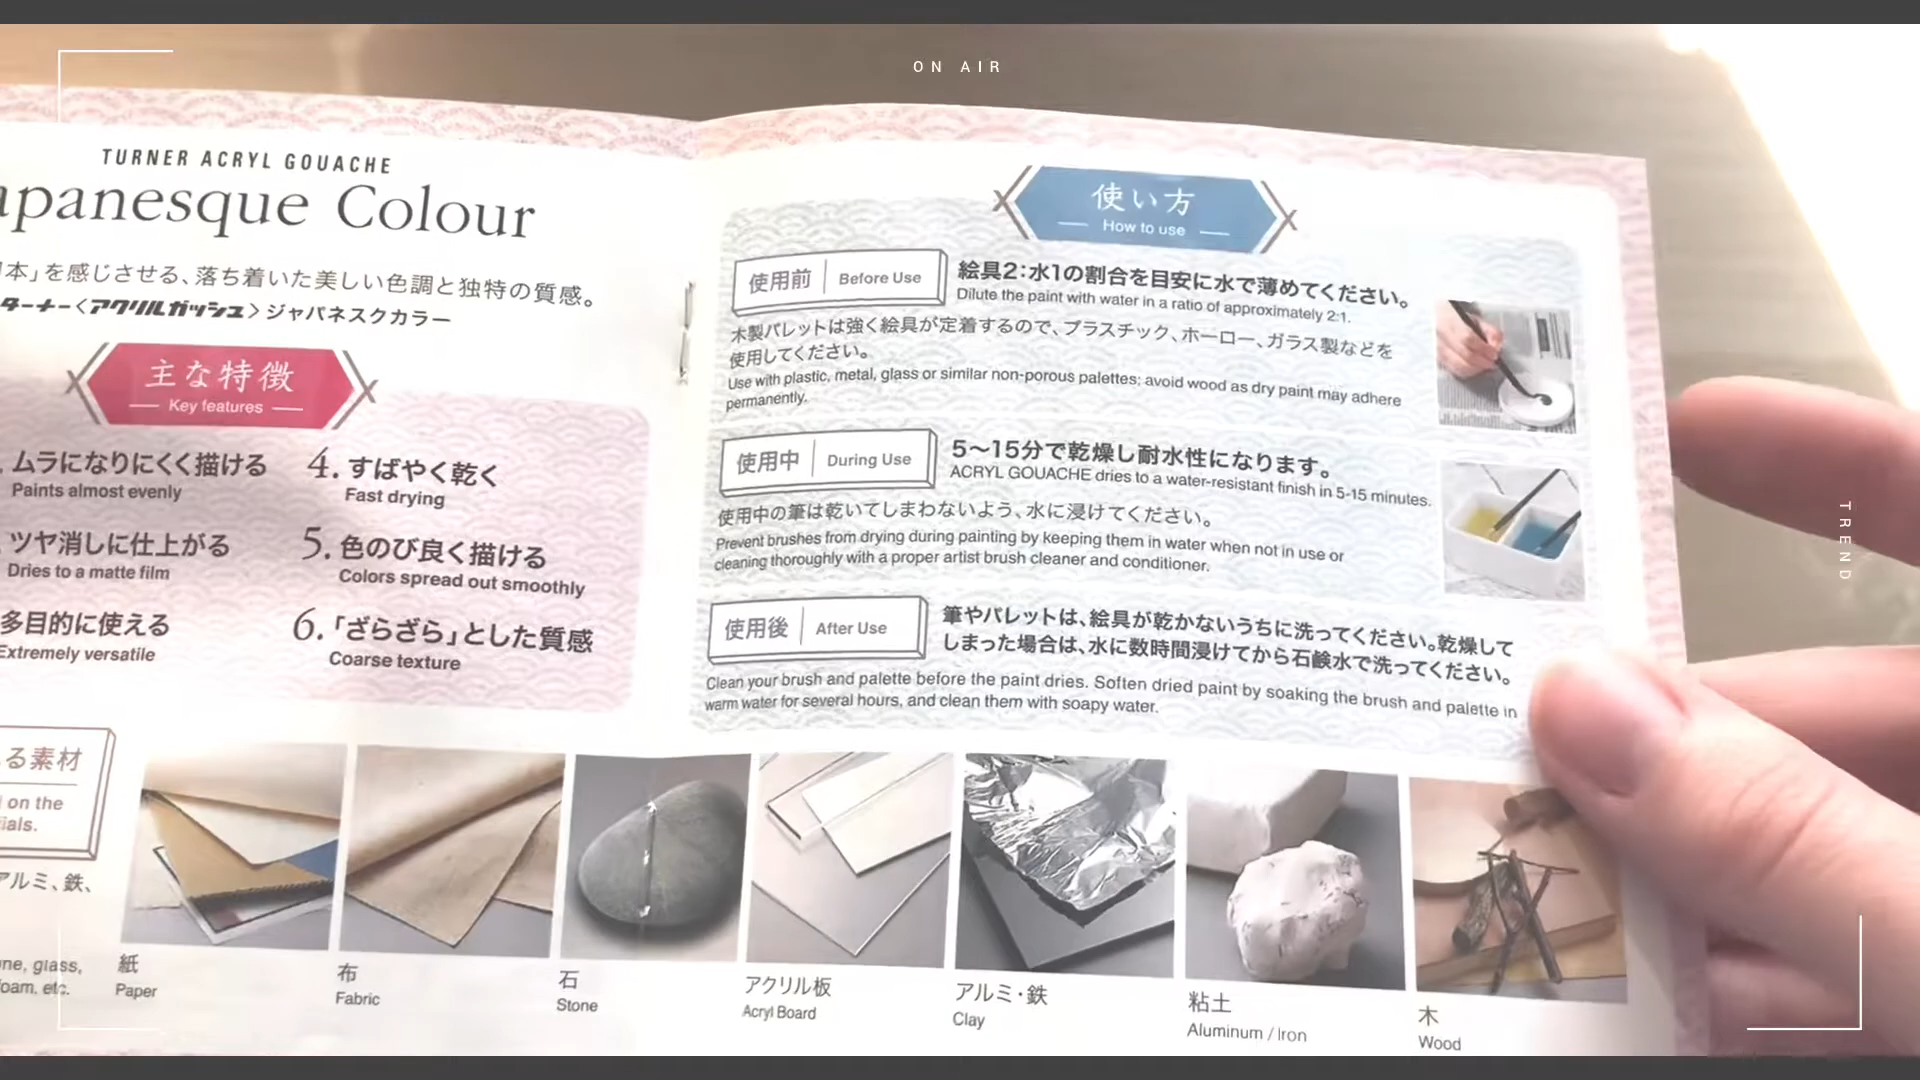 ON AIR
TURNER ACRYL GOUACHE
apanesque Colour
本」を感じさせる、落ち着いた美しい色調と独特の質感。
ターナー〈アクリルガッシュ〉ジャパネスクカラー
主な特徴
Key features
ムラになりにくく描ける
Paints almost evenly
4. すばやく乾く
Fast drying
ツヤ消しに仕上がる
Dries to a matte film
5. 色のび良く描ける
Colors spread out smoothly
多目的に使える
Extremely versatile
6. 「ざらざら」とした質感
Coarse texture
使い方
How to use
使用前 Before Use
絵具2:水1の割合を目安に水で薄めてください。
Dilute the paint with water in a ratio of approximately 2:1.
木製パレットは強く絵具が定着するので、プラスチック、ホーロー、ガラス製などを
使用してください。
Use with plastic, metal, glass or similar non-porous palettes; avoid wood as dry paint may adhere
permanently.
使用中 During Use
5〜15分で乾燥し耐水性になります。
ACRYL GOUACHE dries to a water-resistant finish in 5-15 minutes.
使用中の筆は乾いてしまわないよう、水に浸けてください。
Prevent brushes from drying during painting by keeping them in water when not in use or
cleaning thoroughly with a proper artist brush cleaner and conditioner.
使用後 After Use
筆やパレットは、絵具が乾かないうちに洗ってください。乾燥して
しまった場合は、水に数時間浸けてから石鹸水で洗ってください。
Clean your brush and palette before the paint dries. Soften dried paint by soaking the brush and palette in
warm water for several hours, and clean them with soapy water.
TREND
る素材
on the
ials.
アルミ、鉄、
ne, glass,
oam, etc.
紙
Paper
布
Fabric
石
Stone
アクリル板
Acryl Board
アルミ・鉄
Clay
粘土
Aluminum / Iron
木
Wood